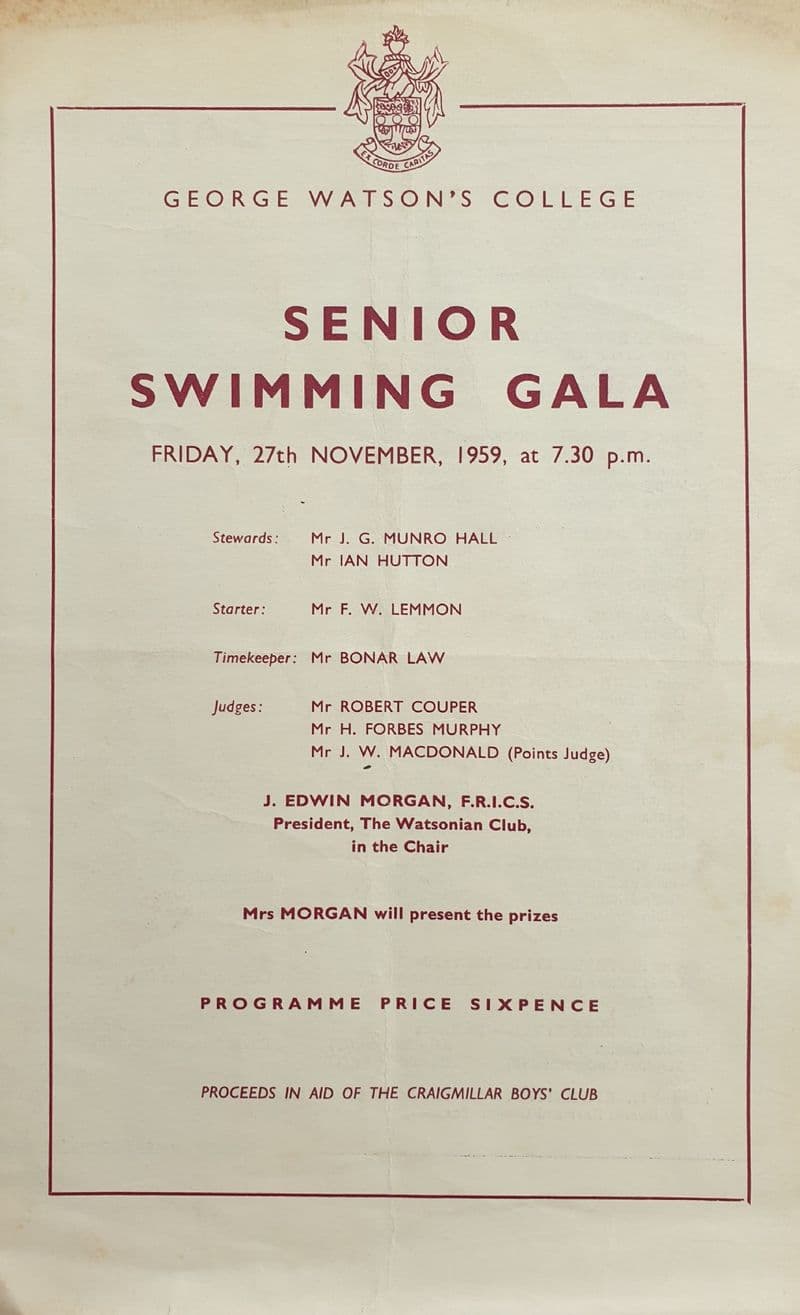 EX CORDE CARITAS
GEORGE WATSON'S COLLEGE
SENIOR
SWIMMING GALA
FRIDAY, 27th NOVEMBER, 1959, at 7.30 p.m.
Stewards: Mr J. G. MUNRO HALL
Mr IAN HUTTON
Starter: Mr F. W. LEMMON
Timekeeper: Mr BONAR LAW
Judges: Mr ROBERT COUPER
Mr H. FORBES MURPHY
Mr J. W. MACDONALD (Points Judge)
J. EDWIN MORGAN, F.R.I.C.S.
President, The Watsonian Club,
in the Chair
Mrs MORGAN will present the prizes
PROGRAMME PRICE SIXPENCE
PROCEEDS IN AID OF THE CRAIGMILLAR BOYS' CLUB